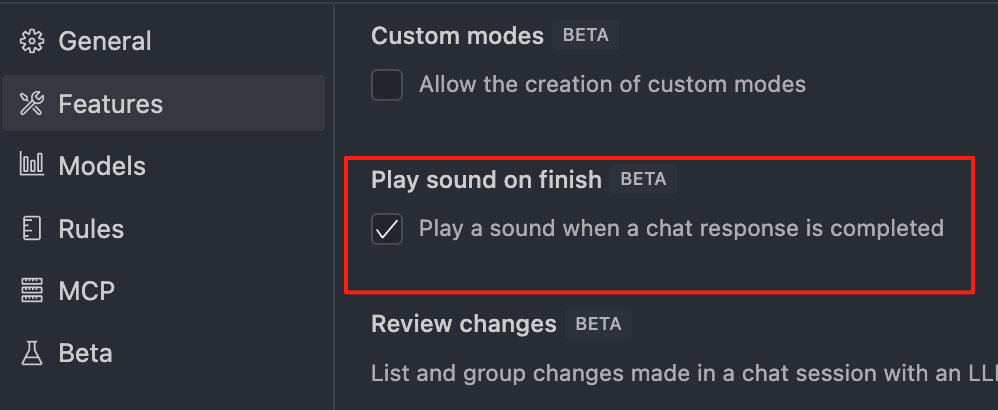 General
Features
Models
Rules
MCP
Beta
Custom modes BETA
Allow the creation of custom modes
Play sound on finish BETA
Play a sound when a chat response is completed
Review changes BETA
List and group changes made in a chat session with an